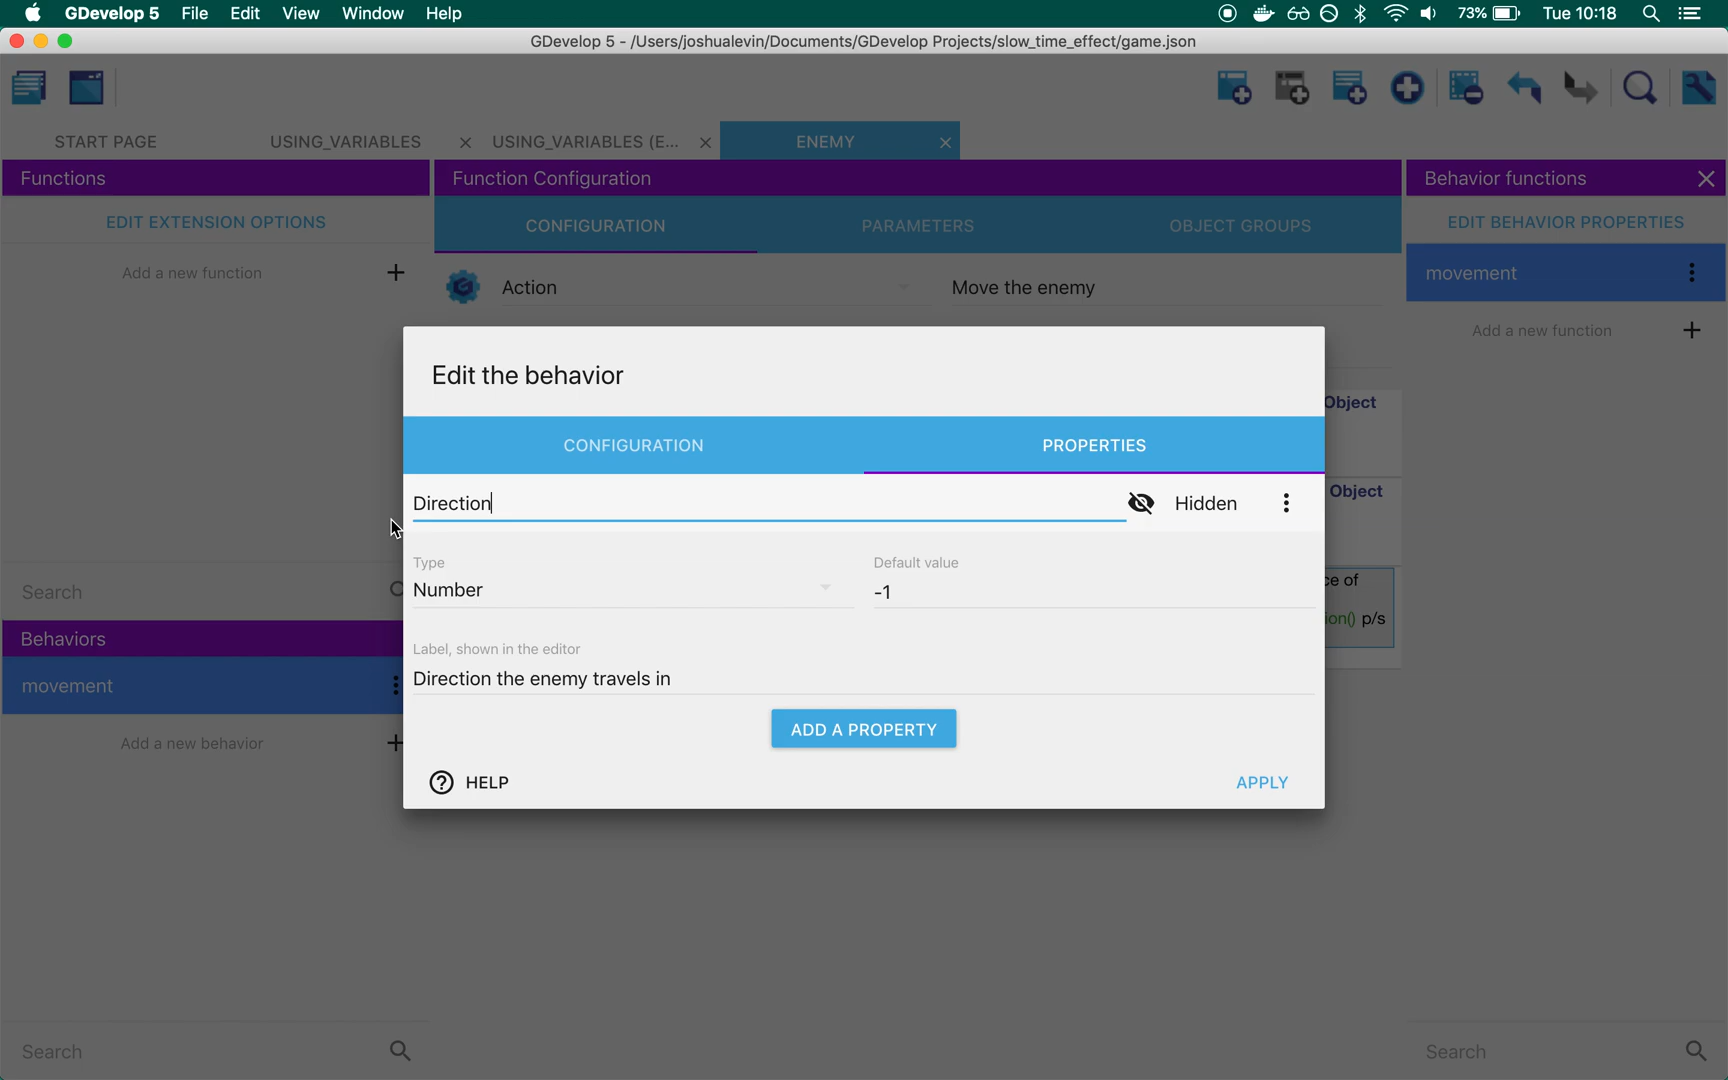 GDevelop 5 File Edit View Window Help 73% Tue 10:18
GDevelop 5 - /Users/joshualevin/Documents/GDevelop Projects/slow_time_effect/game.json
START PAGE USING_VARIABLES USING_VARIABLES (E... ENEMY
Functions Function Configuration Behavior functions
EDIT EXTENSION OPTIONS CONFIGURATION PARAMETERS OBJECT GROUPS EDIT BEHAVIOR PROPERTIES
Add a new function Action Move the enemy movement
Add a new function
Edit the behavior
Object
CONFIGURATION PROPERTIES
Direction Hidden Object
Type Default value
Number -1
ce of
ion() p/s
Label, shown in the editor
Direction the enemy travels in
ADD A PROPERTY
HELP APPLY
Search
Behaviors
movement
Add a new behavior
Search Search